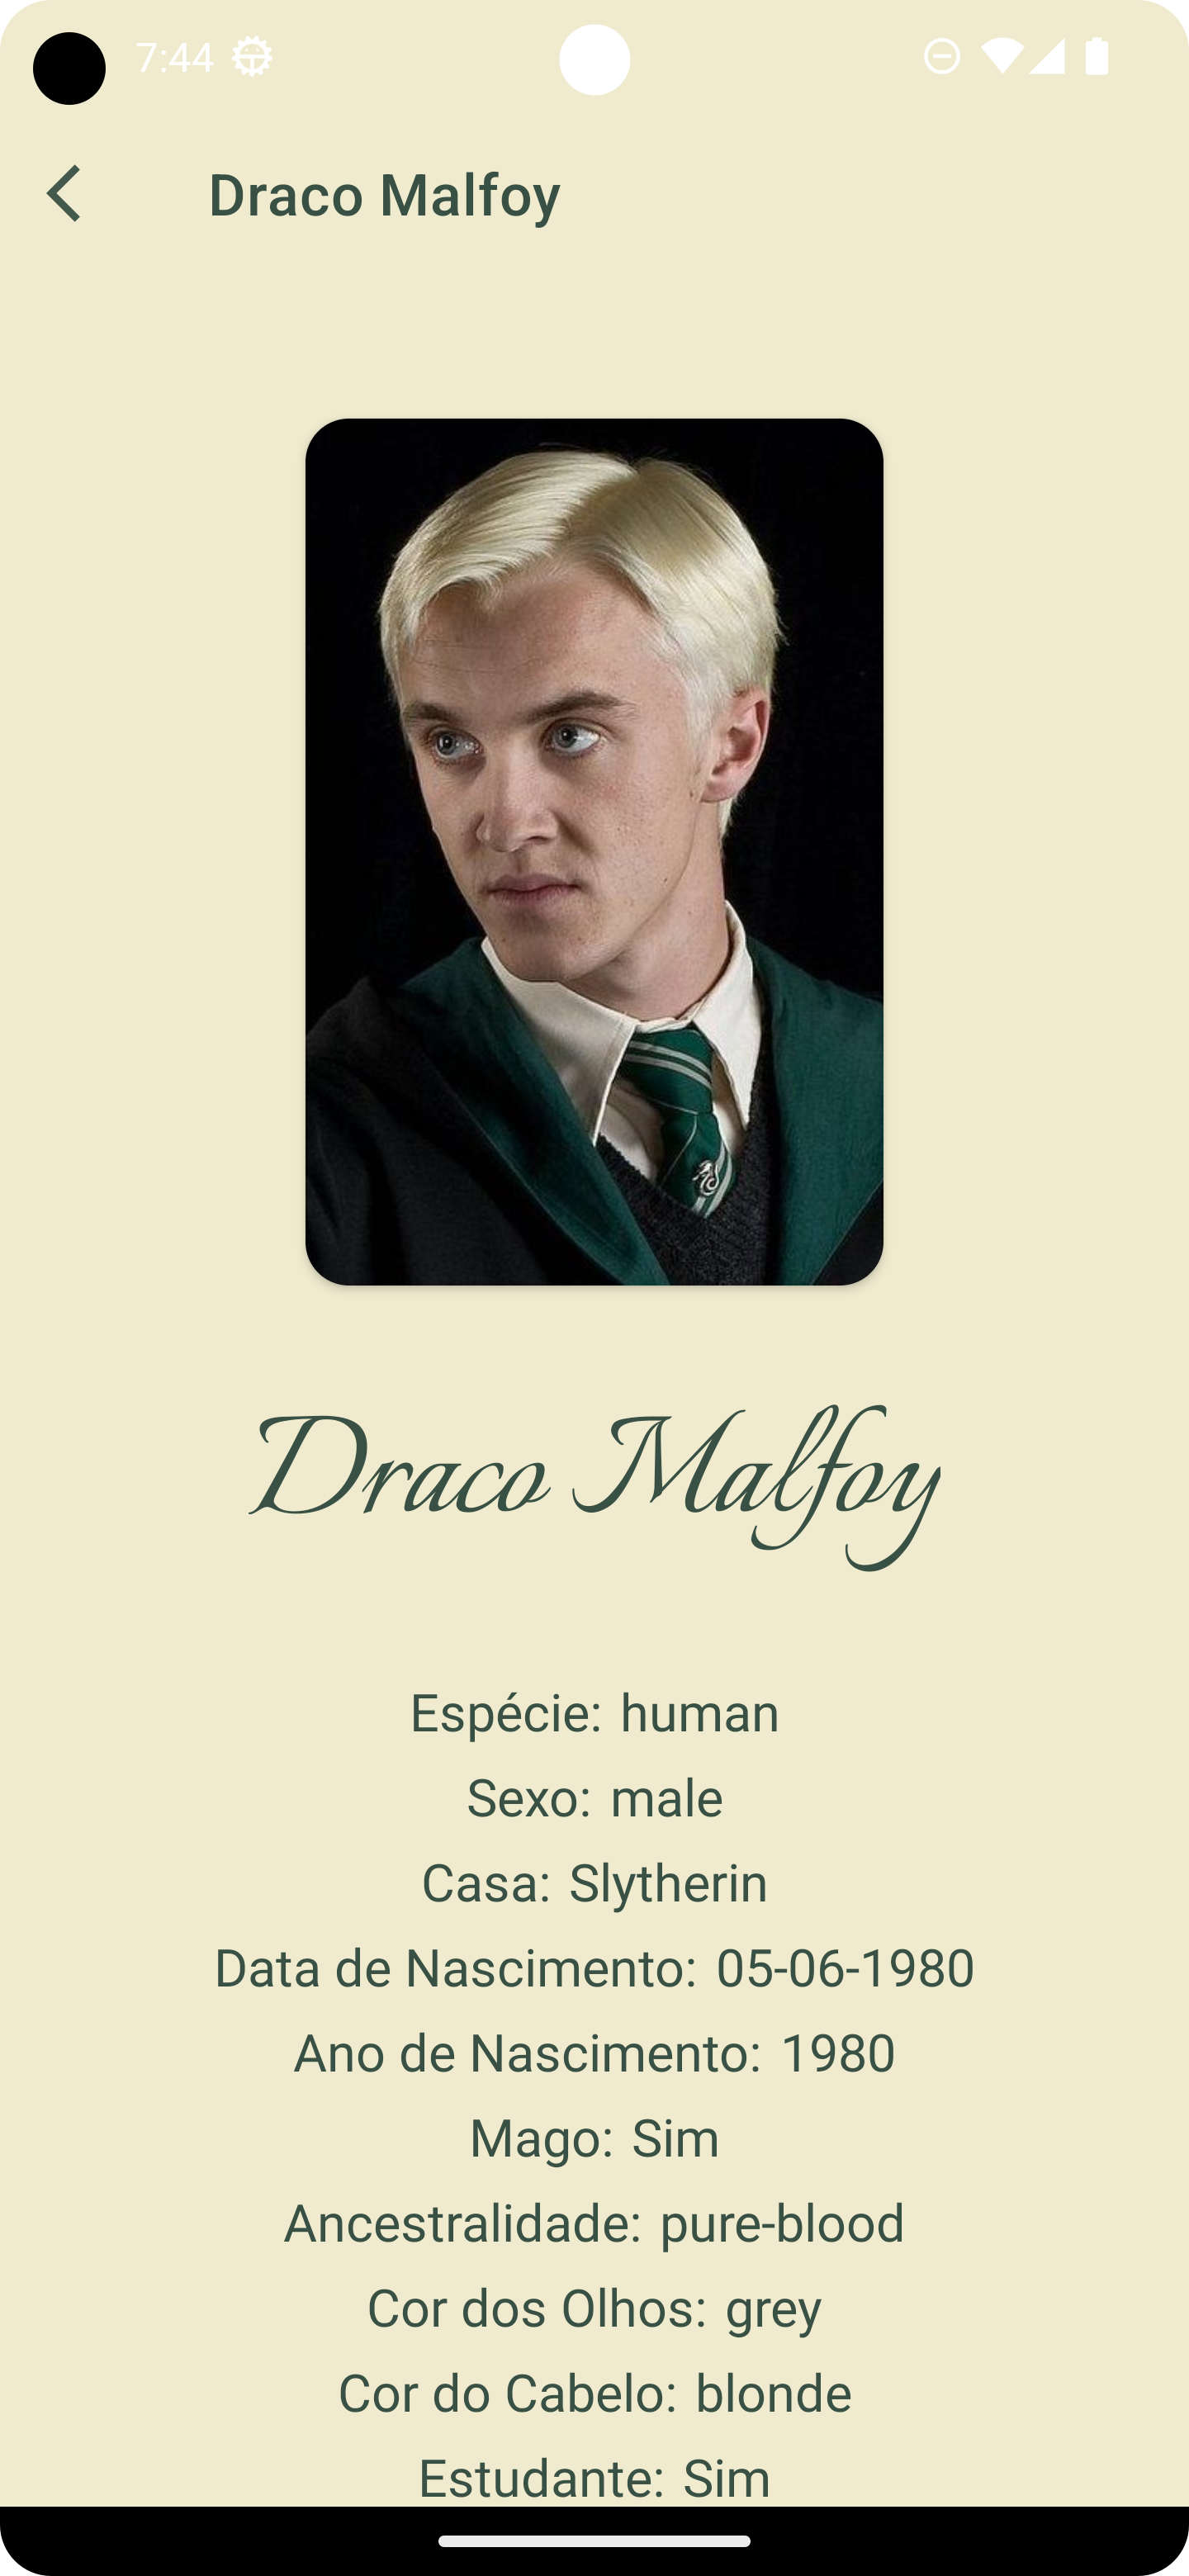 7:44
Draco Malfoy
Draco Malfoy
Espécie: human
Sexo: male
Casa: Slytherin
Data de Nascimento: 05-06-1980
Ano de Nascimento: 1980
Mago: Sim
Ancestralidade: pure-blood
Cor dos Olhos: grey
Cor do Cabelo: blonde
Estudante: Sim